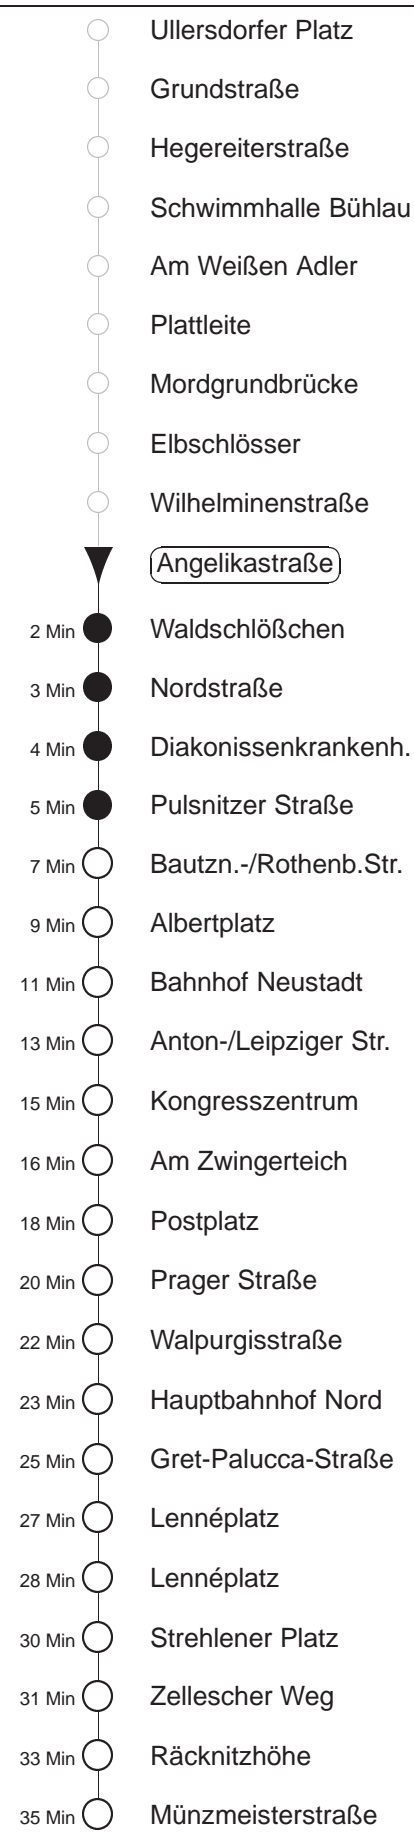 Ullersdorfer Platz
Grundstraße
Hegereiterstraße
Schwimmhalle Bühlau
Am Weißen Adler
Plattleite
Mordgrundbrücke
Elbschlösser
Wilhelminenstraße
Angelikastraße
2 Min Waldschlößchen
3 Min Nordstraße
4 Min Diakonissenkrankenh.
5 Min Pulsnitzer Straße
7 Min Bautzn.-/Rothenb.Str.
9 Min Albertplatz
11 Min Bahnhof Neustadt
13 Min Anton-/Leipziger Str.
15 Min Kongresszentrum
16 Min Am Zwingerteich
18 Min Postplatz
20 Min Prager Straße
22 Min Walpurgisstraße
23 Min Hauptbahnhof Nord
25 Min Gret-Palucca-Straße
27 Min Lennéplatz
28 Min Lennéplatz
30 Min Strehlener Platz
31 Min Zellescher Weg
33 Min Räcknitzhöhe
35 Min Münzmeisterstraße